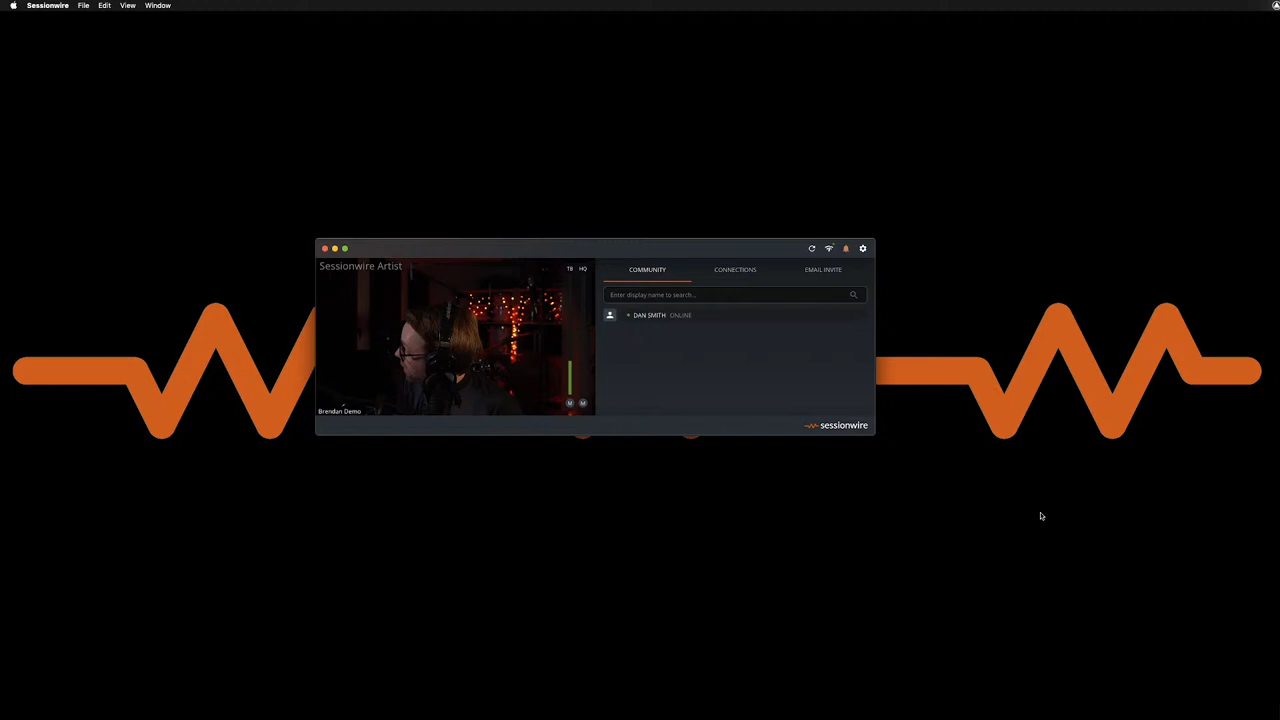 Sessionwire File Edit View Window
Sessionwire Artist
TB HQ
COMMUNITY CONNECTIONS EMAIL INVITE
Enter display name to search...
DAN SMITH ONLINE
M M
Brendan Demo
sessionwire